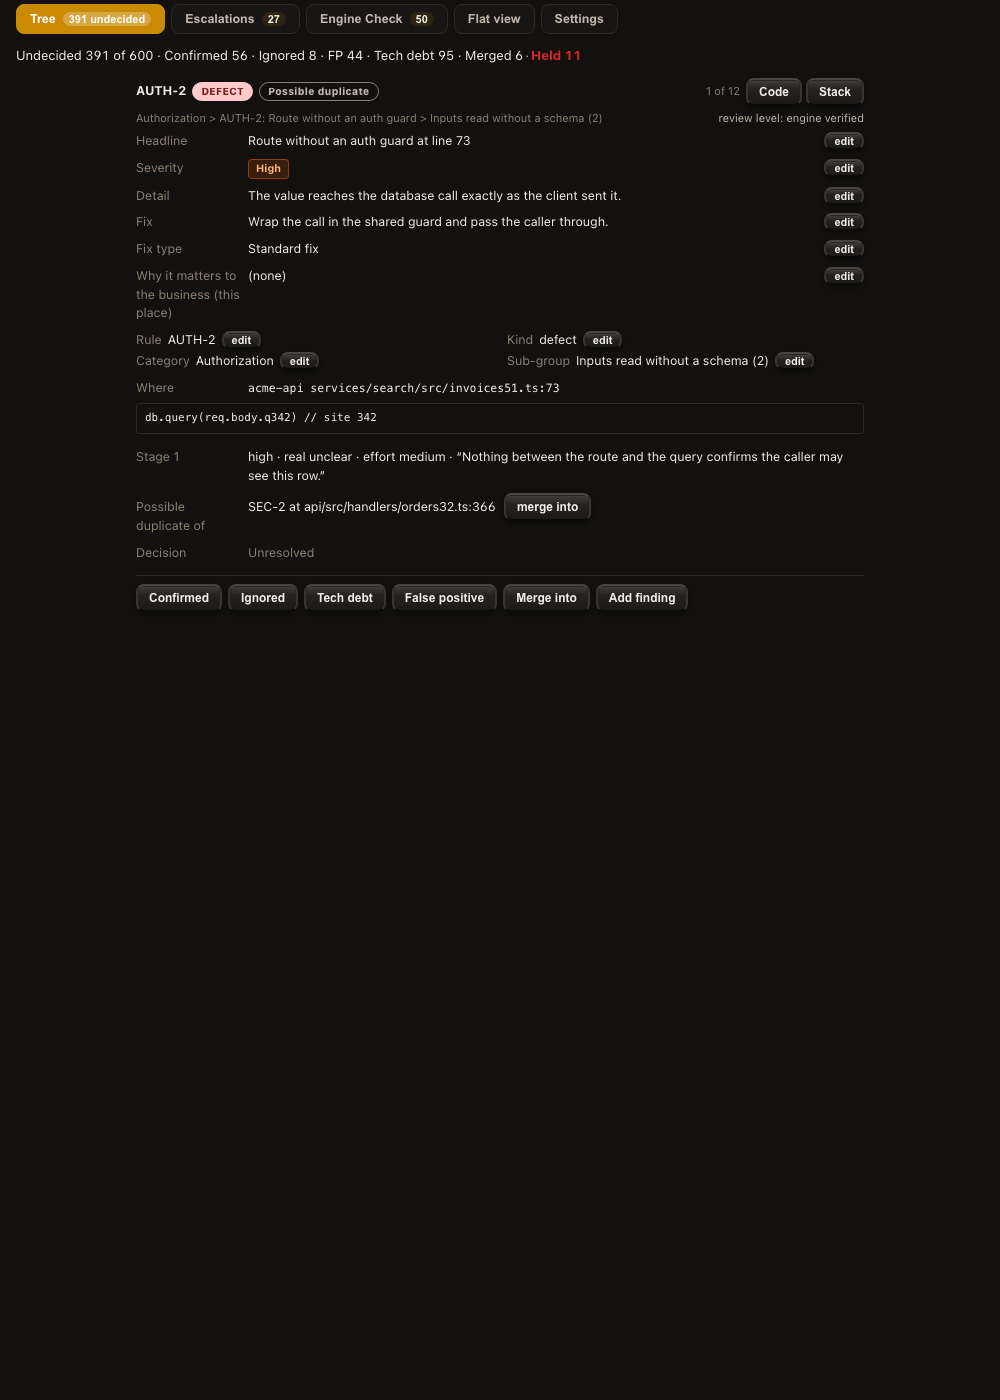 Tree 391 undecided Escalations 27 Engine Check 50 Flat view Settings
Undecided 391 of 600 · Confirmed 56 · Ignored 8 · FP 44 · Tech debt 95 · Merged 6 · Held 11
AUTH-2 DEFECT Possible duplicate 1 of 12 Code Stack
Authorization > AUTH-2: Route without an auth guard > Inputs read without a schema (2) review level: engine verified
Headline Route without an auth guard at line 73 edit
Severity High edit
Detail The value reaches the database call exactly as the client sent it. edit
Fix Wrap the call in the shared guard and pass the caller through. edit
Fix type Standard fix edit
Why it matters to (none) edit
the business (this
place)
Rule AUTH-2 edit Kind defect edit
Category Authorization edit Sub-group Inputs read without a schema (2) edit
Where acme-api services/search/src/invoices51.ts:73
db.query(req.body.q342) // site 342
Stage 1 high · real unclear · effort medium · “Nothing between the route and the query confirms the caller may
see this row.”
Possible SEC-2 at api/src/handlers/orders32.ts:366 merge into
duplicate of
Decision Unresolved
Confirmed Ignored Tech debt False positive Merge into Add finding